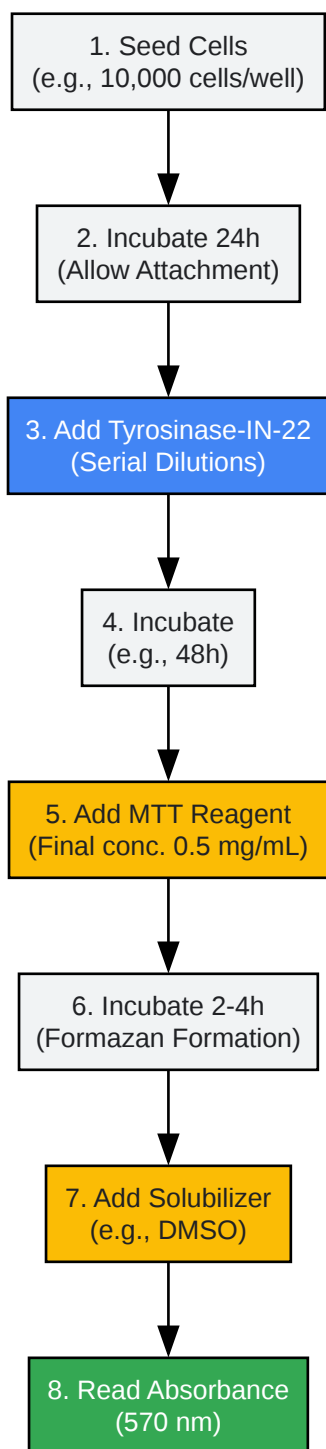 1. Seed Cells
(e.g., 10,000 cells/well)
2. Incubate 24h
(Allow Attachment)
3. Add Tyrosinase-IN-22
(Serial Dilutions)
4. Incubate
(e.g., 48h)
5. Add MTT Reagent
(Final conc. 0.5 mg/mL)
6. Incubate 2-4h
(Formazan Formation)
7. Add Solubilizer
(e.g., DMSO)
8. Read Absorbance
(570 nm)